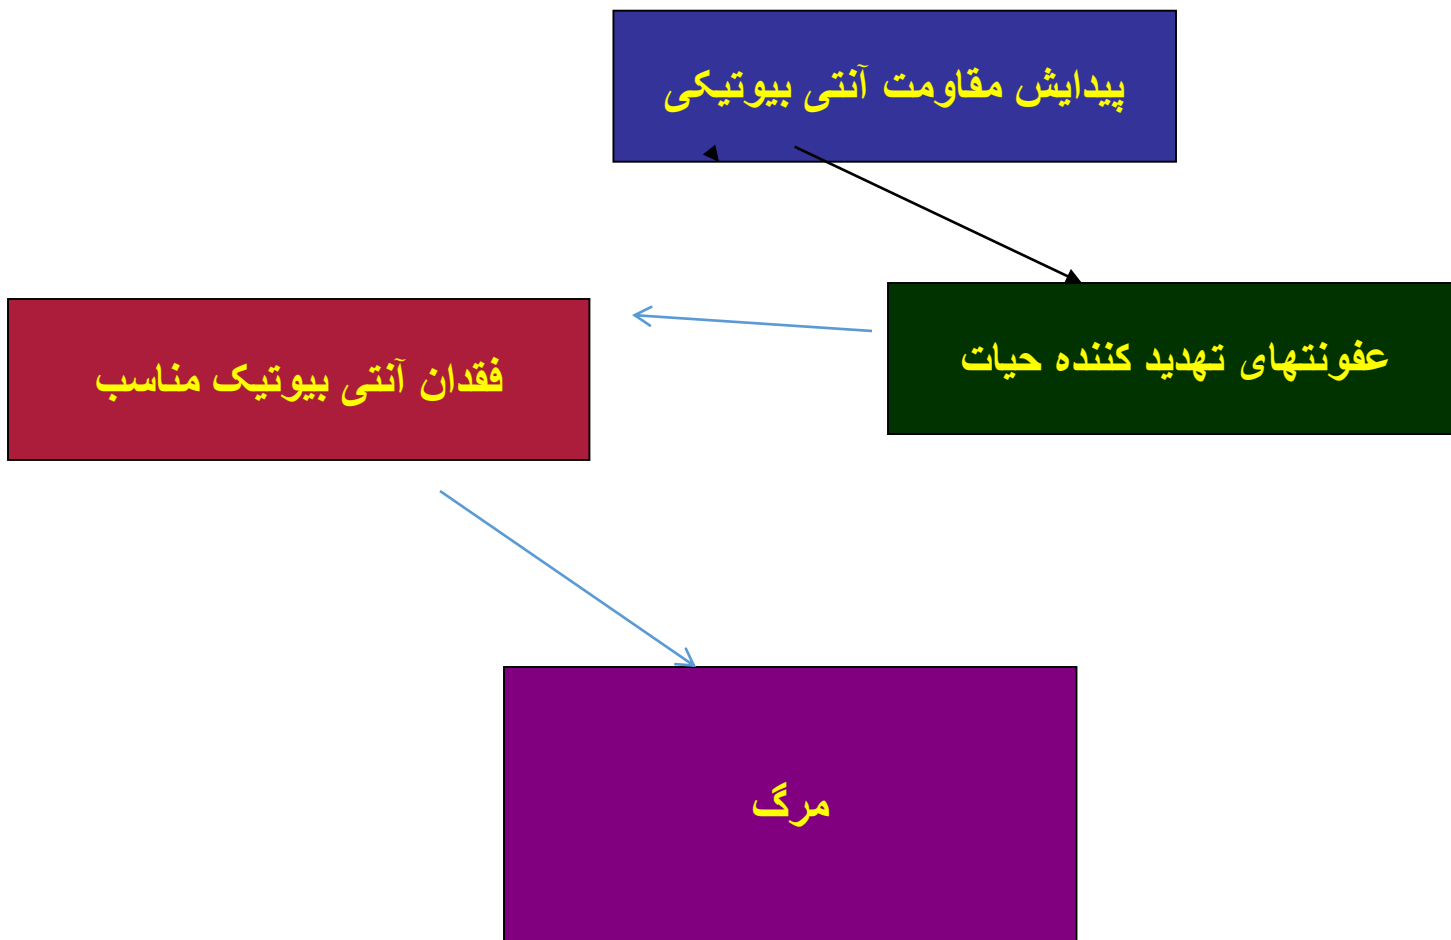 پیدایش مقاومت آنتی بیوتیکی
عفونتهای تهدید کننده حیات
فقدان آنتی بیوتیک مناسب
مرگ